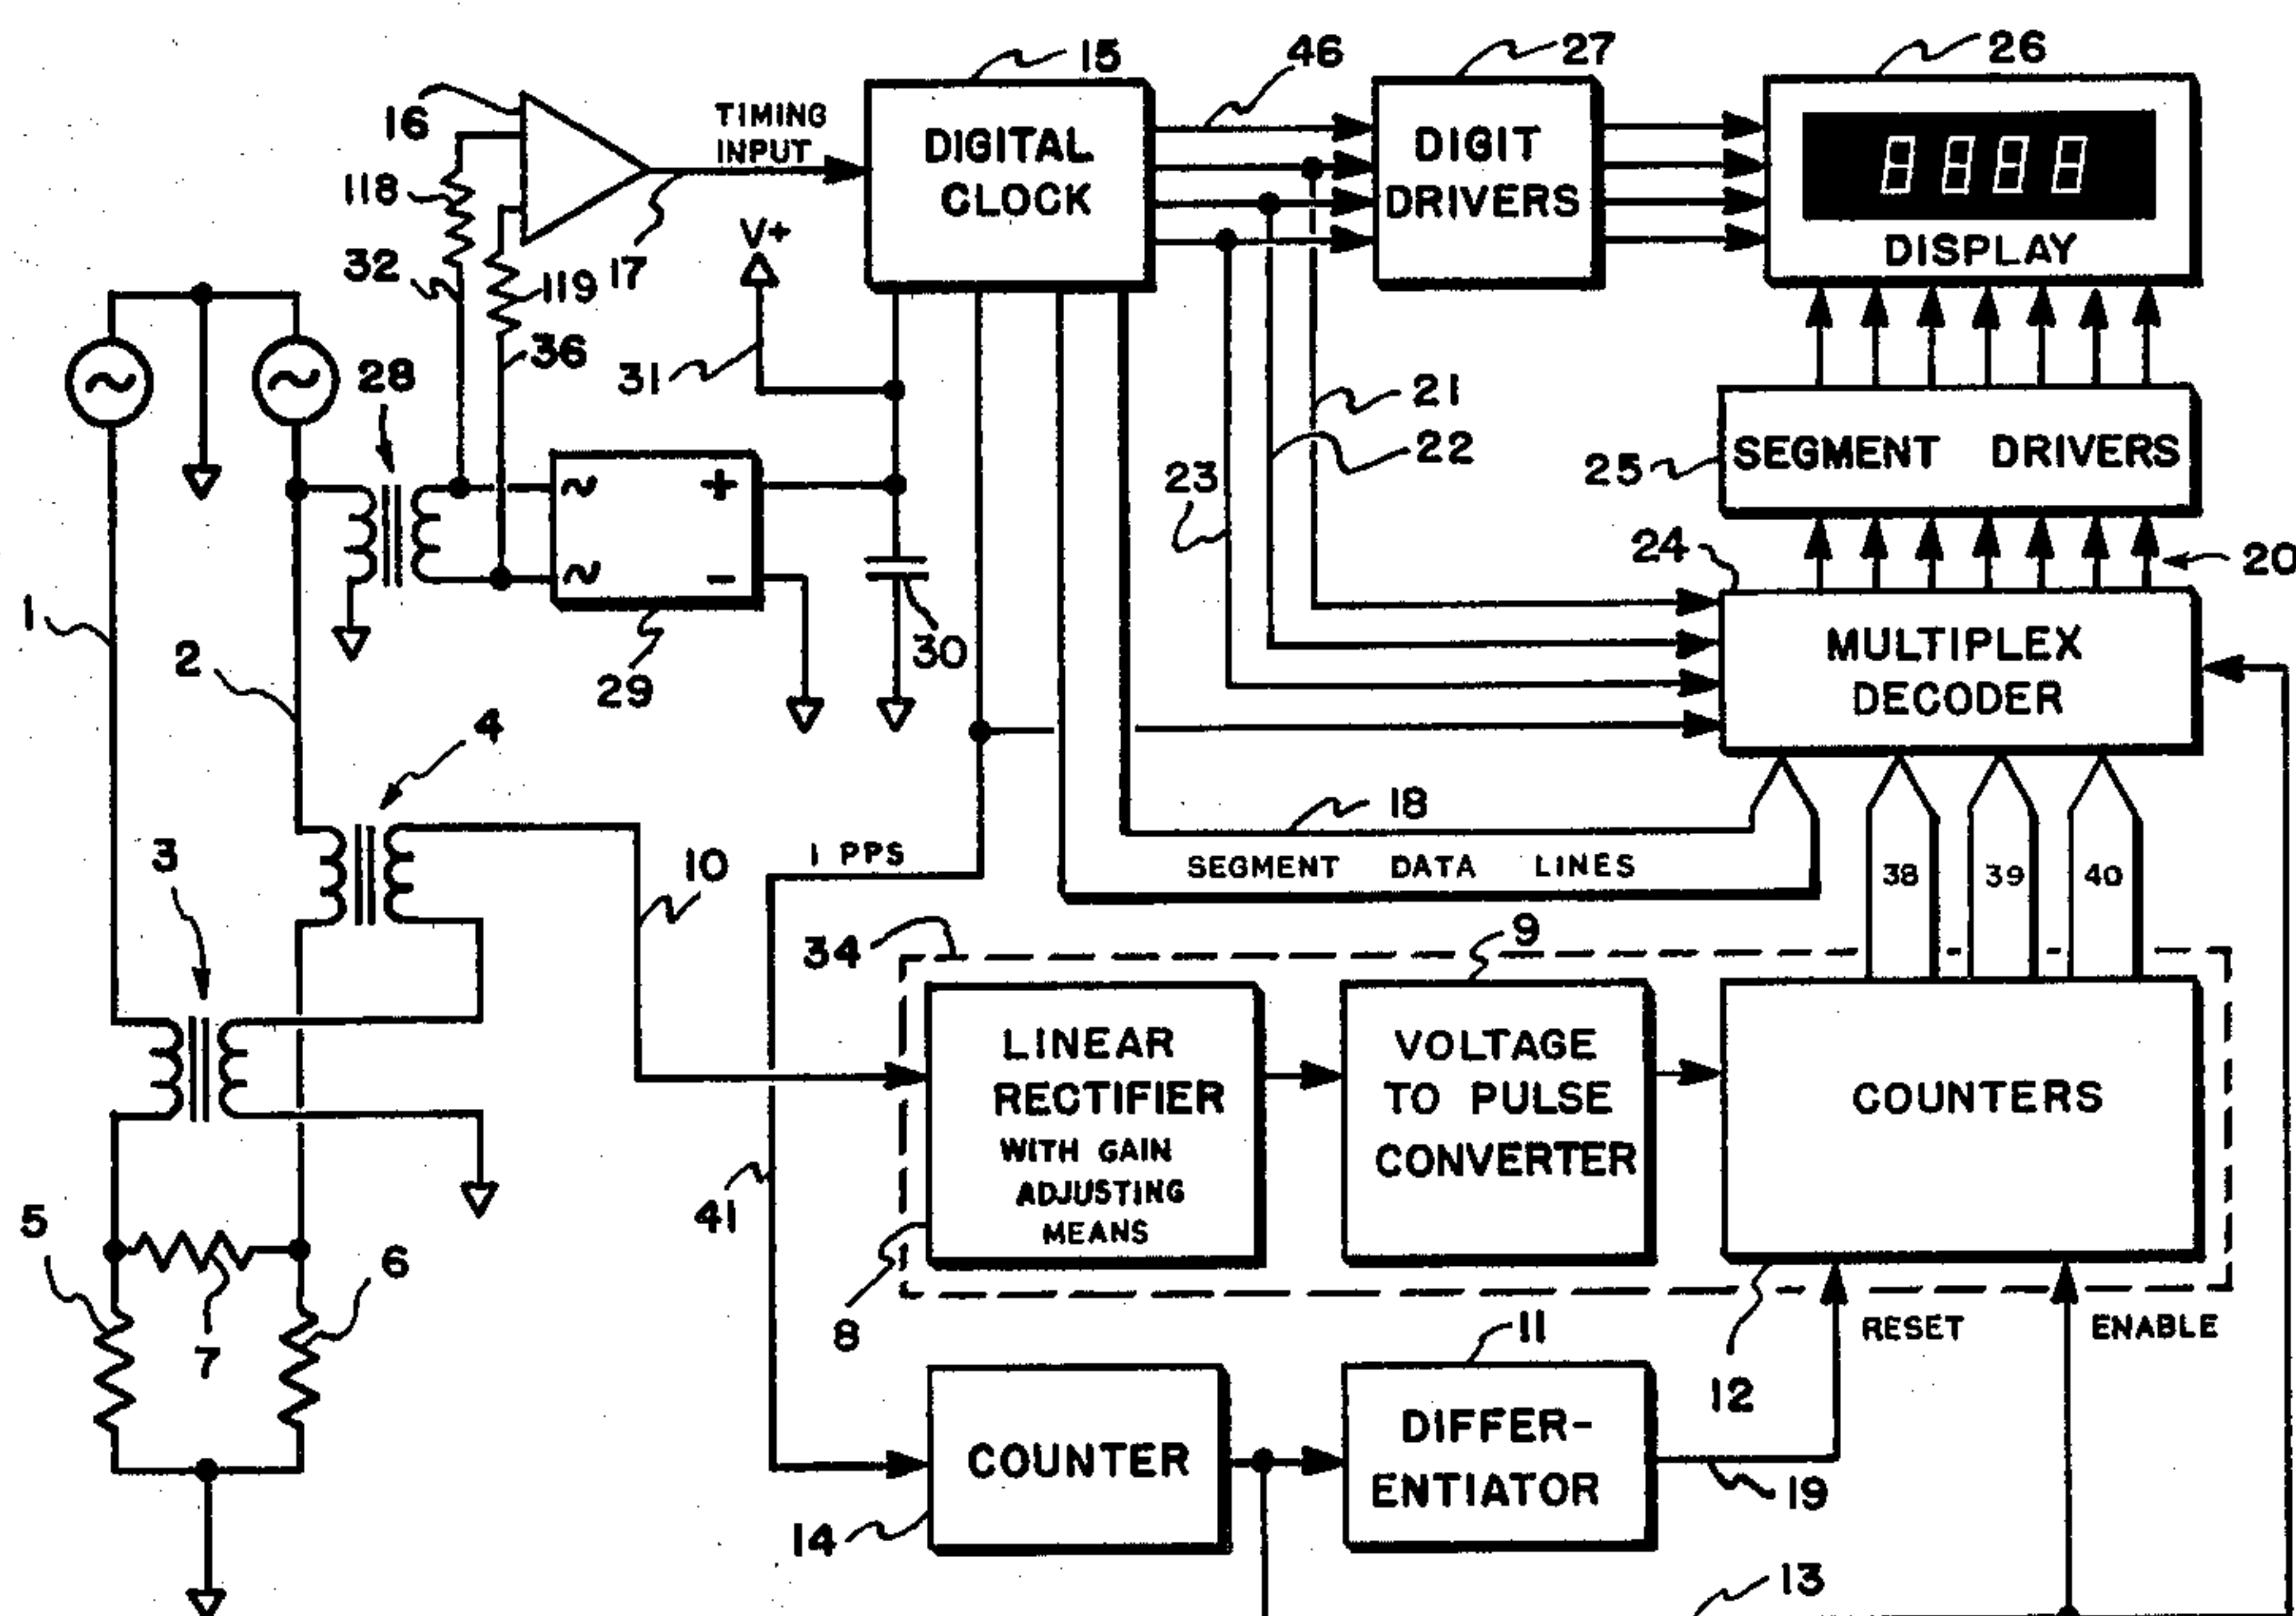 15
46
27
26
16
TIMING
INPUT
DIGITAL
CLOCK
DIGIT
DRIVERS
8888
DISPLAY
118
32
119
17
V+
36
31
28
21
22
23
25
SEGMENT DRIVERS
~
~
~
+
~
-
24
20
1
2
29
30
MULTIPLEX
DECODER
4
18
3
1 PPS
10
SEGMENT DATA LINES
38
39
40
34
9
LINEAR
RECTIFIER
WITH GAIN
ADJUSTING
MEANS
VOLTAGE
TO PULSE
CONVERTER
COUNTERS
41
5
6
7
8
11
RESET
ENABLE
12
COUNTER
DIFFER-
ENTIATOR
14
19
13